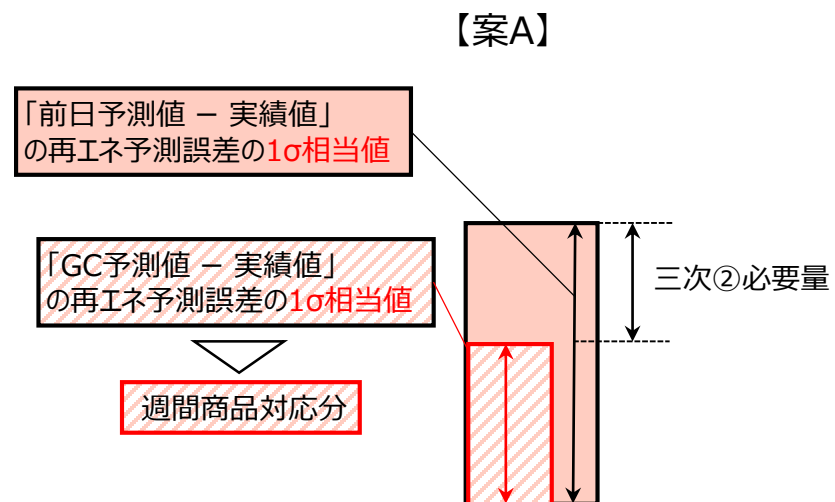 【案A】
「前日予測値 － 実績値」
の再エネ予測誤差の1σ相当値
「GC予測値 － 実績値」
の再エネ予測誤差の1σ相当値
三次②必要量
週間商品対応分